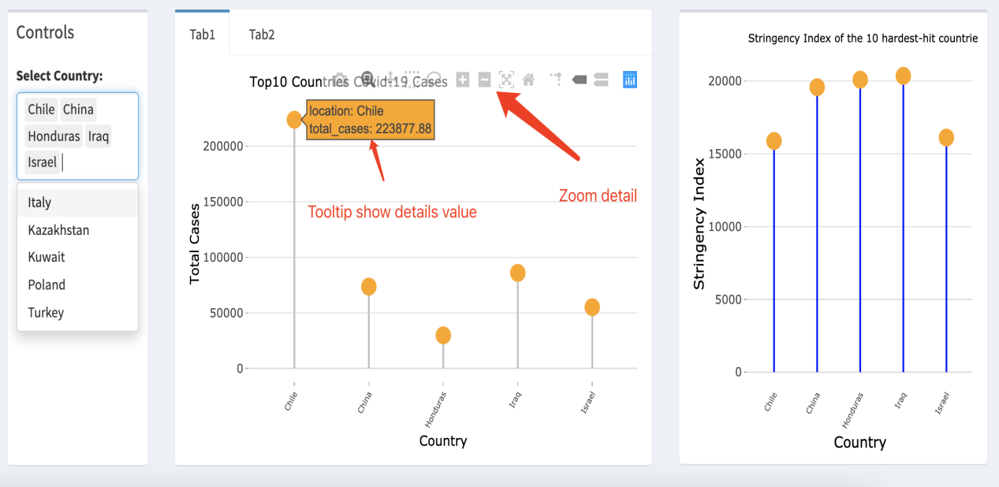 Controls
Select Country:
Chile China
Honduras Iraq
Israel
Italy
Kazakhstan
Kuwait
Poland
Turkey
Tab1 Tab2
Top10 Countries Covid-19 Cases
location: Chile
total_cases: 223877.88
Tooltip show details value
Zoom detail
Total Cases
200000
150000
100000
50000
0
Chile
China
Honduras
Iraq
Israel
Country
Stringency Index of the 10 hardest-hit countrie
Stringency Index
20000
15000
10000
5000
0
Chile
China
Honduras
Iraq
Israel
Country